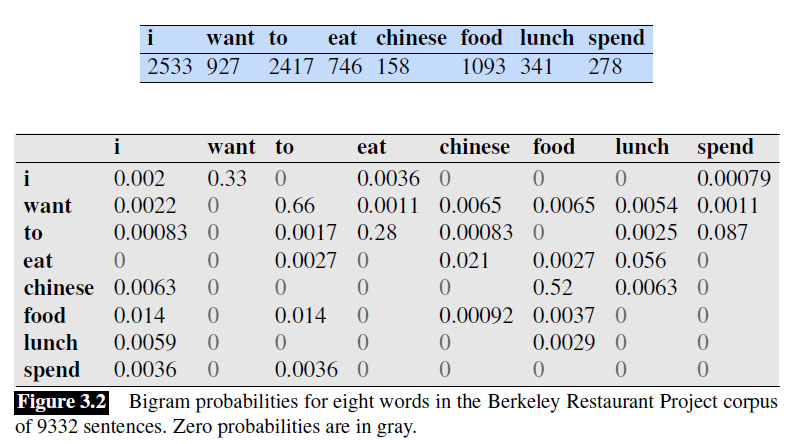 i want to eat chinese food lunch spend
2533 927 2417 746 158 1093 341 278
i want to eat chinese food lunch spend
i 0.002 0.33 0 0.0036 0 0 0 0.00079
want 0.0022 0 0.66 0.0011 0.0065 0.0065 0.0054 0.0011
to 0.00083 0 0.0017 0.28 0.00083 0 0.0025 0.087
eat 0 0 0.0027 0 0.021 0.0027 0.056 0
chinese 0.0063 0 0 0 0 0.52 0.0063 0
food 0.014 0 0.014 0 0.00092 0.0037 0 0
lunch 0.0059 0 0 0 0 0.0029 0 0
spend 0.0036 0 0.0036 0 0 0 0 0
Figure 3.2 Bigram probabilities for eight words in the Berkeley Restaurant Project corpus
of 9332 sentences. Zero probabilities are in gray.